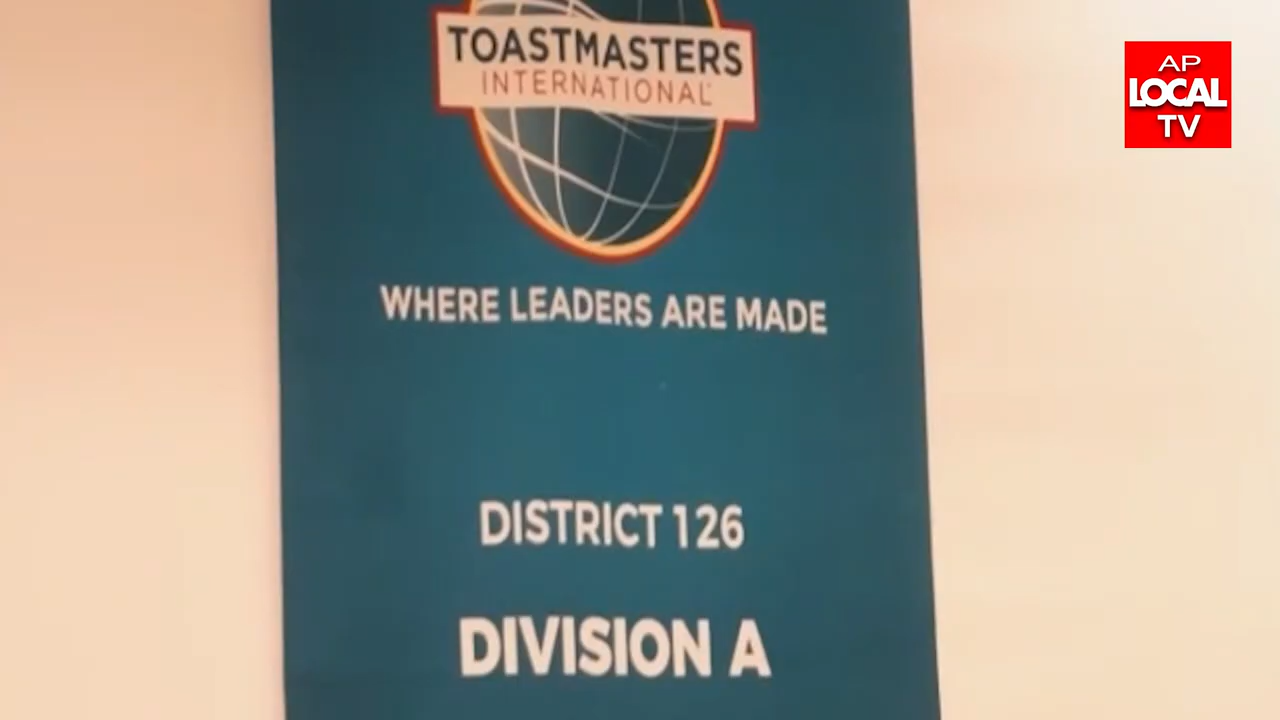 TOASTMASTERS
INTERNATIONAL
WHERE LEADERS ARE MADE
DISTRICT 126
DIVISION A
AP
LOCAL
TV